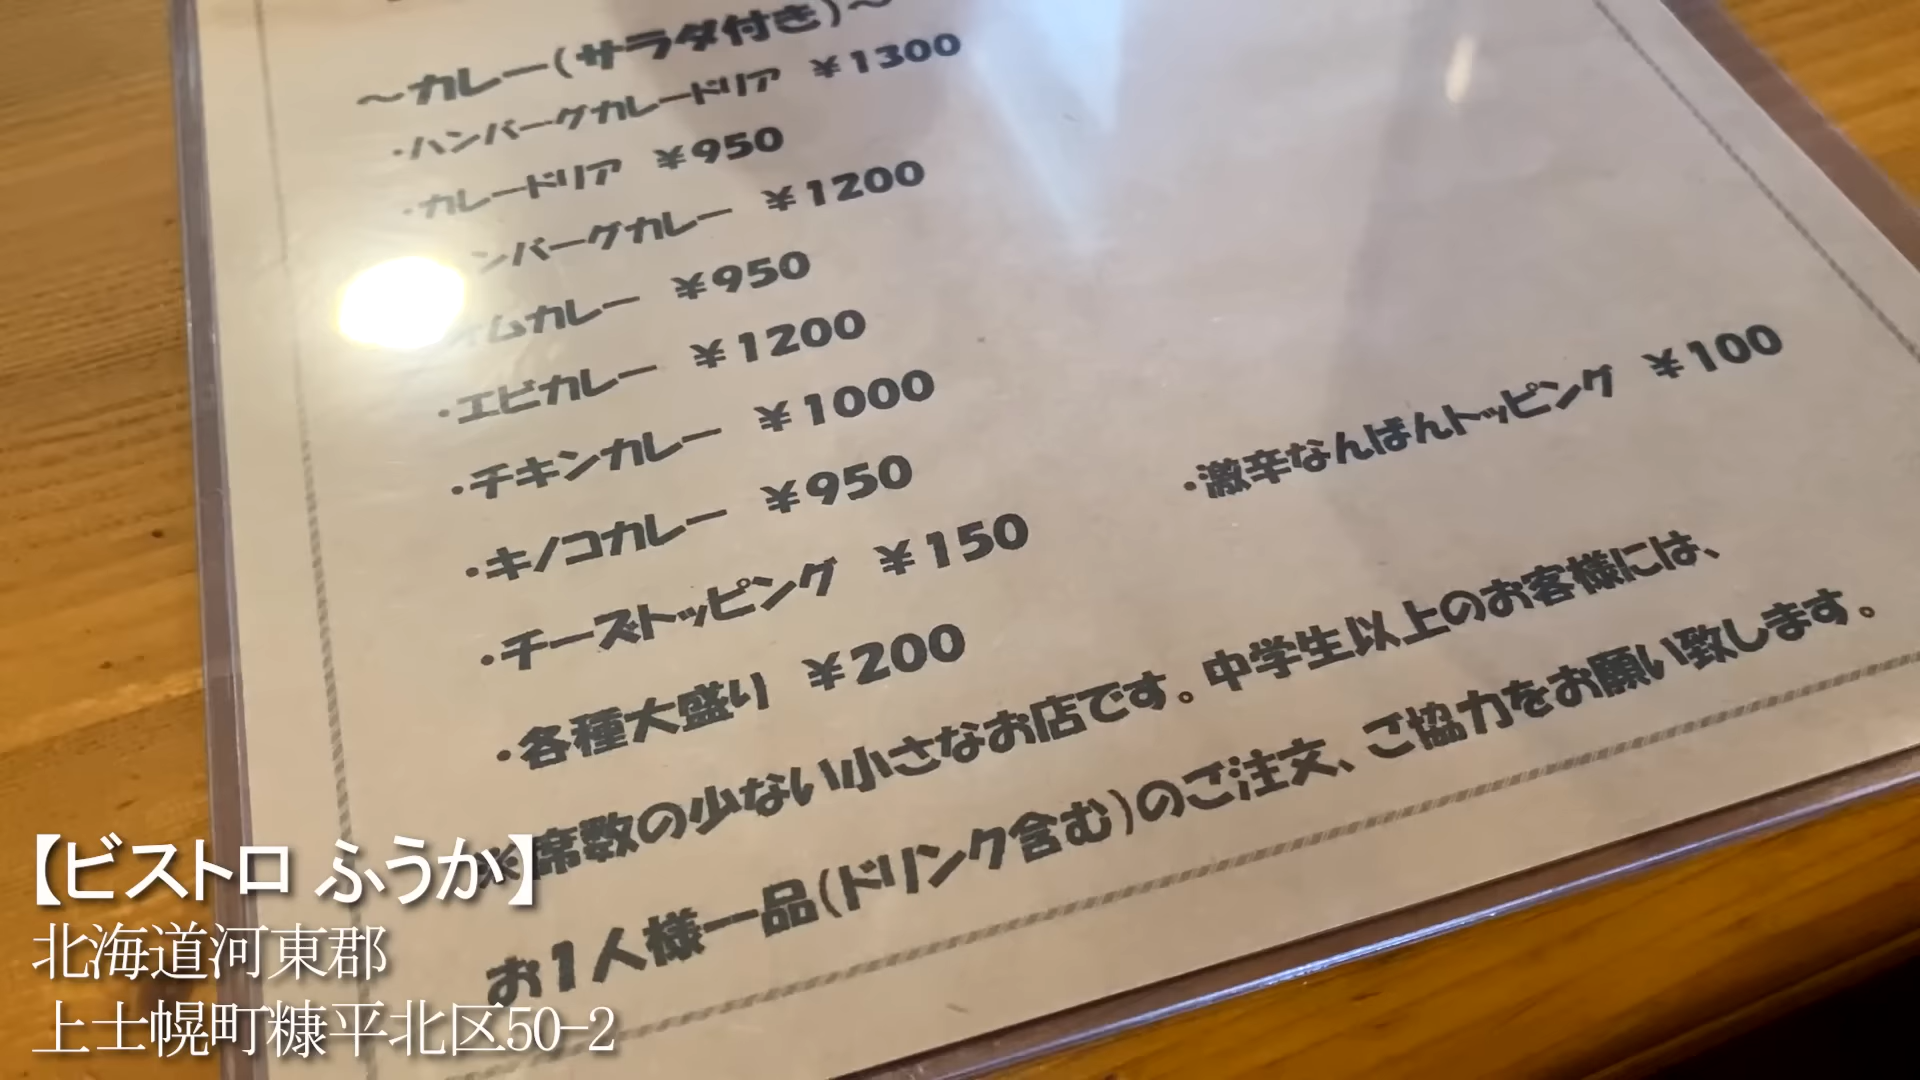 ～カレー(サラダ付き)～
・ハンバーグカレードリア ¥1300
・カレードリア ¥950
ンバーグカレー ¥1200
ムカレー ¥950
・エビカレー ¥1200
・チキンカレー ¥1000
・キノコカレー ¥950
・チーズトッピング ¥150
・激辛なんばんトッピング ¥100
・各種大盛り ¥200
※席数の少ない小さなお店です。中学生以上のお客様には、
お1人様一品(ドリンク含む)のご注文、ご協力をお願い致します。
【ビストロ ふうか】
北海道河東郡
上士幌町糠平北区50-2